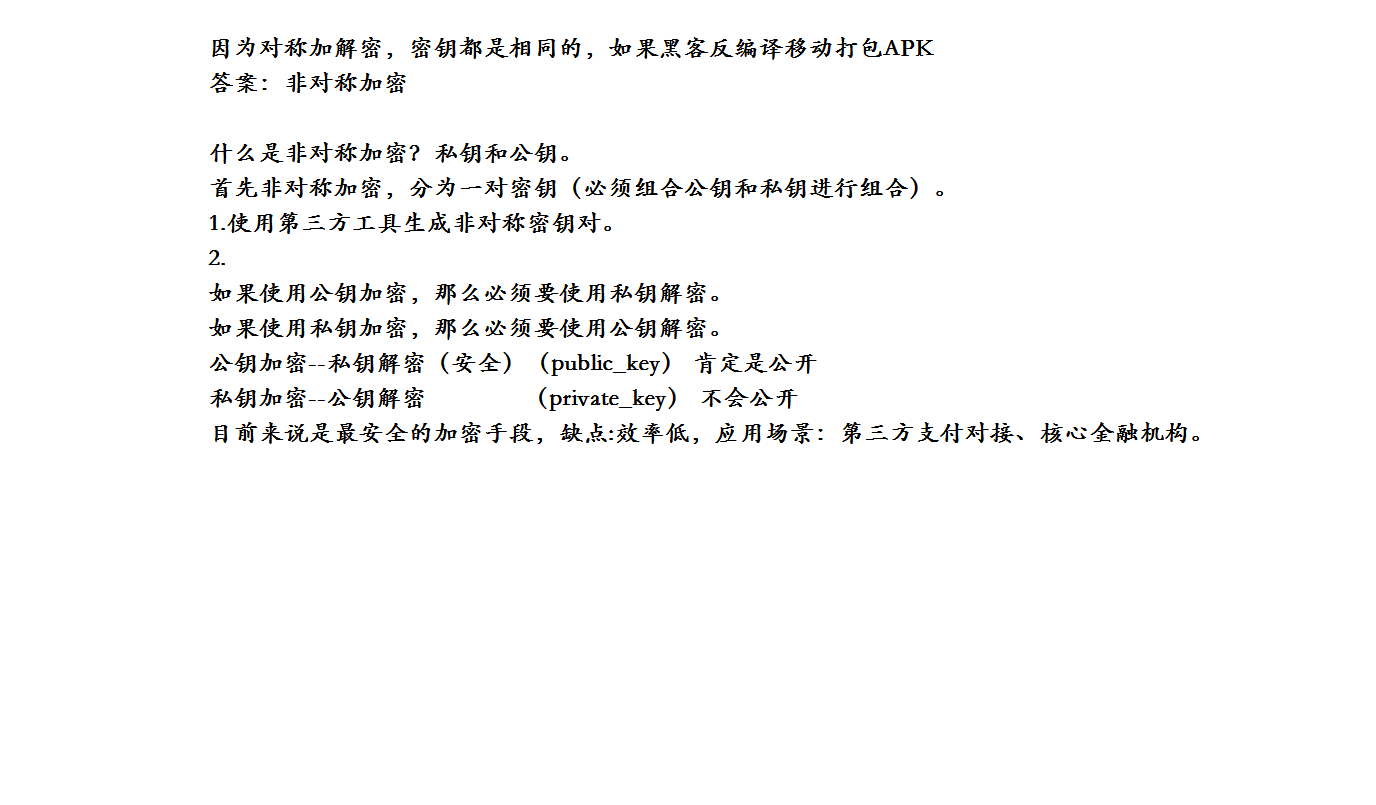 因为对称加解密，密钥都是相同的，如果黑客反编译移动打包APK
答案：非对称加密
什么是非对称加密？私钥和公钥。
首先非对称加密，分为一对密钥（必须组合公钥和私钥进行组合）。
1.使用第三方工具生成非对称密钥对。
2.
如果使用公钥加密，那么必须要使用私钥解密。
如果使用私钥加密，那么必须要使用公钥解密。
公钥加密--私钥解密（安全）（public_key） 肯定是公开
私钥加密--公钥解密 （private_key） 不会公开
目前来说是最安全的加密手段，缺点:效率低，应用场景：第三方支付对接、核心金融机构。